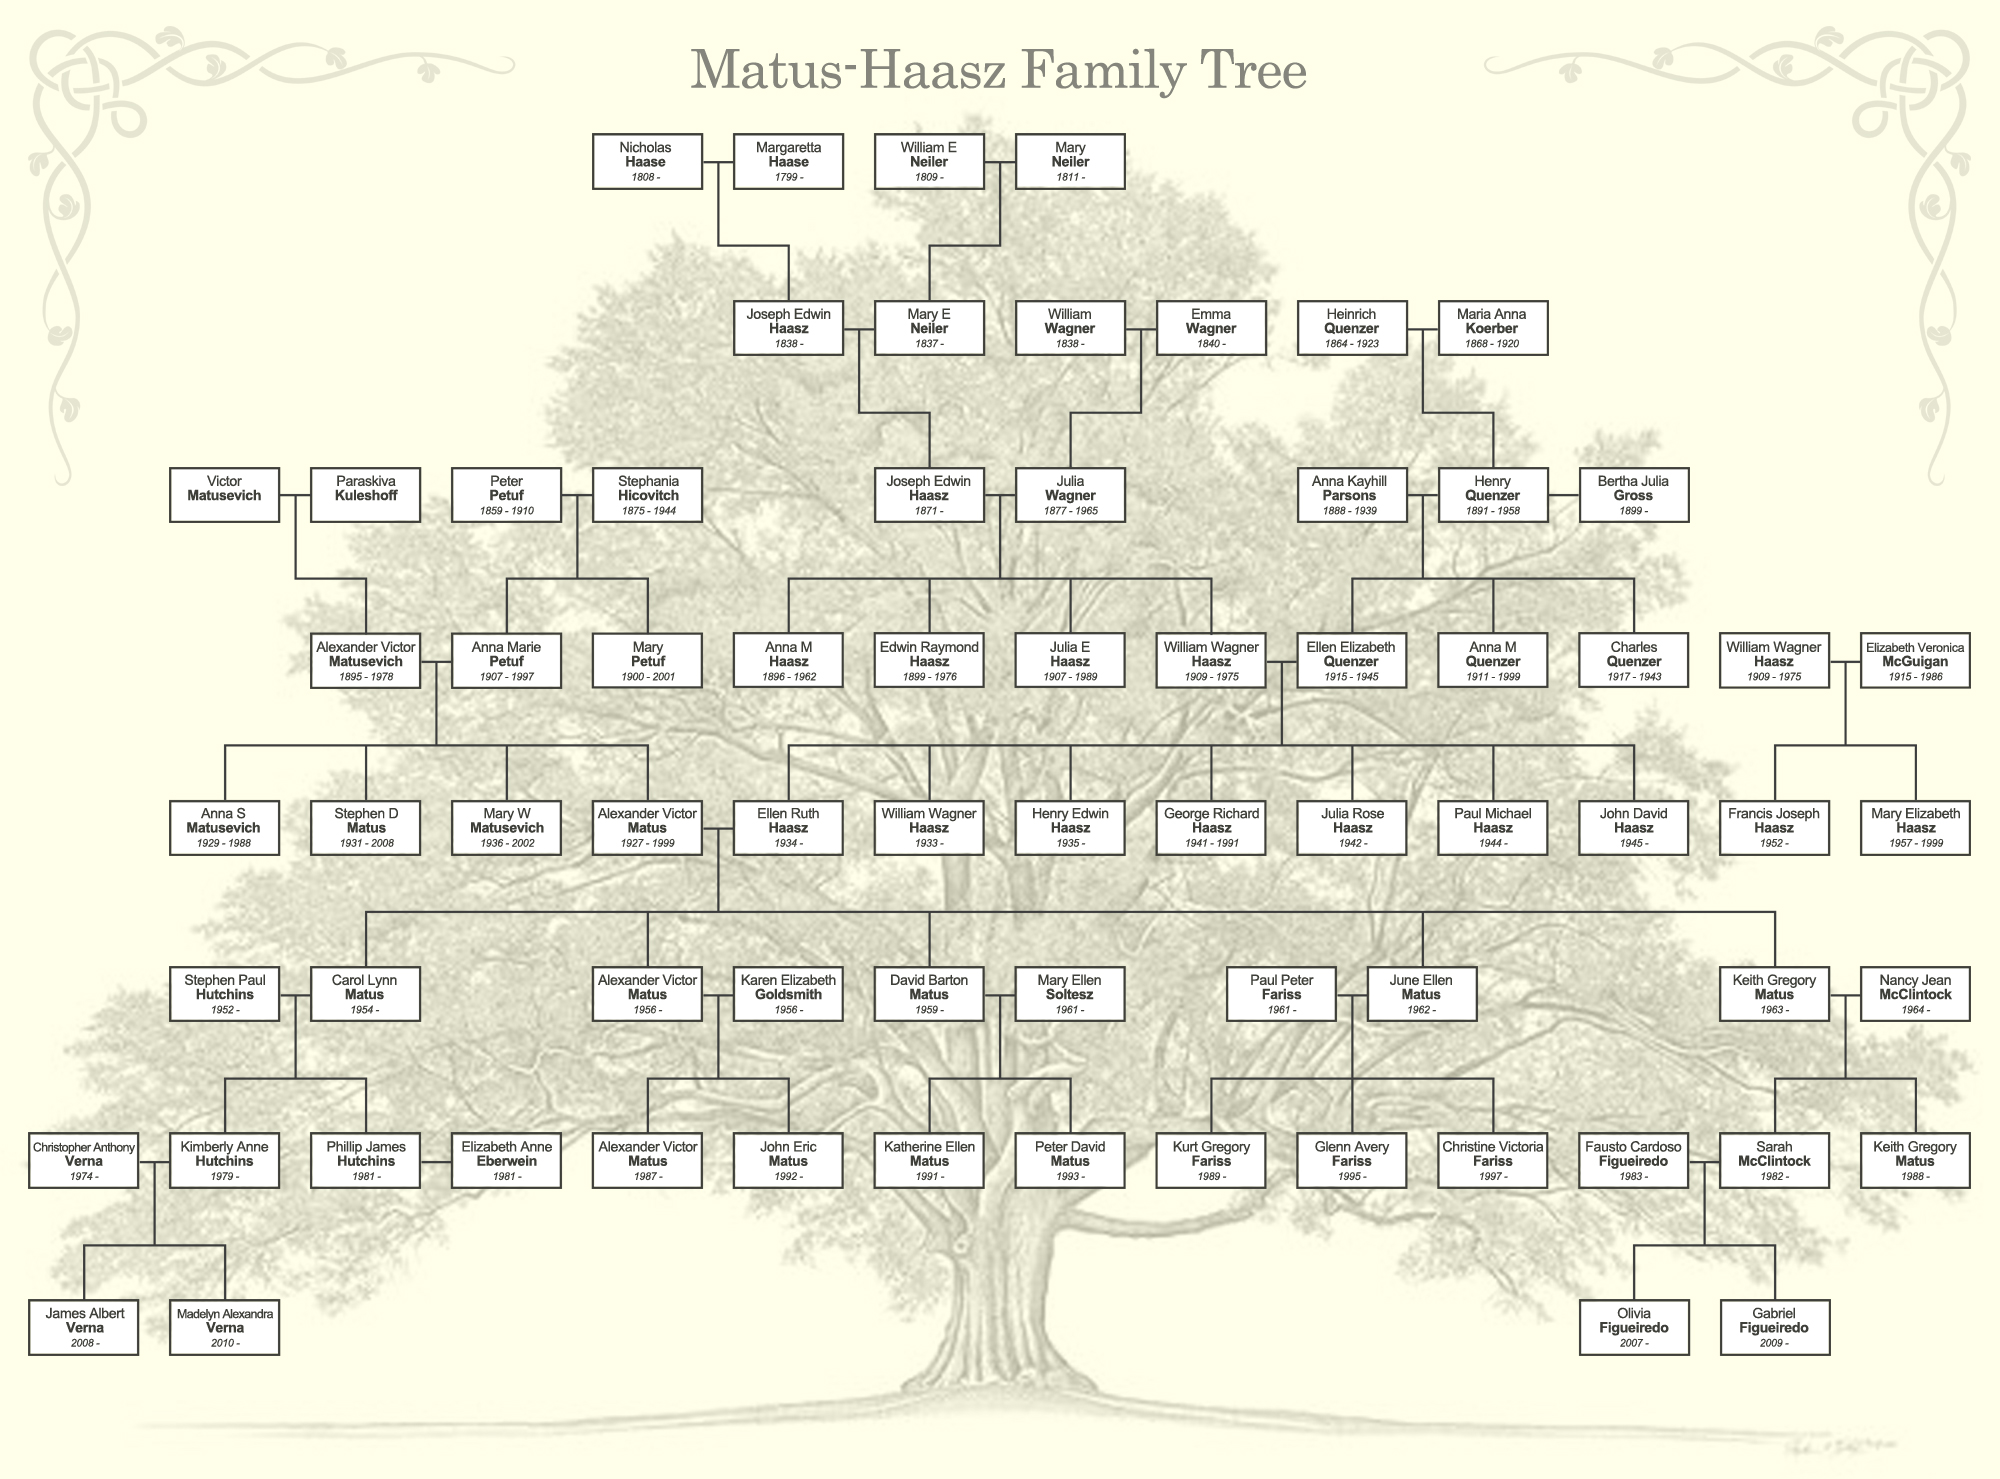 Matus-Haasz Family Tree
Nicholas
Haase
1808 -
Margaretta
Haase
1799 -
William E
Neiler
1809 -
Mary
Neiler
1811 -
Joseph Edwin
Haasz
1838 -
Mary E
Neiler
1837 -
William
Wagner
1838 -
Emma
Wagner
1840 -
Heinrich
Quenzer
1864 - 1923
Maria Anna
Koerber
1868 - 1920
Victor
Matusevich
Paraskiva
Kuleshoff
Peter
Petuf
1859 - 1910
Stephania
Hicovitch
1875 - 1944
Joseph Edwin
Haasz
1871 -
Julia
Wagner
1877 - 1965
Anna Kayhill
Parsons
1888 - 1939
Henry
Quenzer
1891 - 1958
Bertha Julia
Gross
1899 -
Alexander Victor
Matusevich
1895 - 1978
Anna Marie
Petuf
1907 - 1997
Mary
Petuf
1900 - 2001
Anna M
Haasz
1896 - 1962
Edwin Raymond
Haasz
1899 - 1976
Julia E
Haasz
1907 - 1989
William Wagner
Haasz
1909 - 1975
Ellen Elizabeth
Quenzer
1915 - 1945
Anna M
Quenzer
1911 - 1999
Charles
Quenzer
1917 - 1943
William Wagner
Haasz
1909 - 1975
Elizabeth Veronica
McGuigan
1915 - 1986
Anna S
Matusevich
1929 - 1988
Stephen D
Matus
1931 - 2008
Mary W
Matusevich
1936 - 2002
Alexander Victor
Matus
1927 - 1999
Ellen Ruth
Haasz
1934 -
William Wagner
Haasz
1933 -
Henry Edwin
Haasz
1935 -
George Richard
Haasz
1941 - 1991
Julia Rose
Haasz
1942 -
Paul Michael
Haasz
1944 -
John David
Haasz
1945 -
Francis Joseph
Haasz
1952 -
Mary Elizabeth
Haasz
1957 - 1999
Stephen Paul
Hutchins
1952 -
Carol Lynn
Matus
1954 -
Alexander Victor
Matus
1956 -
Karen Elizabeth
Goldsmith
1956 -
David Barton
Matus
1959 -
Mary Ellen
Soltesz
1961 -
Paul Peter
Fariss
1961 -
June Ellen
Matus
1962 -
Keith Gregory
Matus
1963 -
Nancy Jean
McClintock
1964 -
Christopher Anthony
Verna
1974 -
Kimberly Anne
Hutchins
1979 -
Phillip James
Hutchins
1981 -
Elizabeth Anne
Eberwein
1981 -
Alexander Victor
Matus
1987 -
John Eric
Matus
1992 -
Katherine Ellen
Matus
1991 -
Peter David
Matus
1993 -
Kurt Gregory
Fariss
1989 -
Glenn Avery
Fariss
1995 -
Christine Victoria
Fariss
1997 -
Fausto Cardoso
Figueiredo
1983 -
Sarah
McClintock
1982 -
Keith Gregory
Matus
1988 -
James Albert
Verna
2008 -
Madelyn Alexandra
Verna
2010 -
Olivia
Figueiredo
2007 -
Gabriel
Figueiredo
2009 -